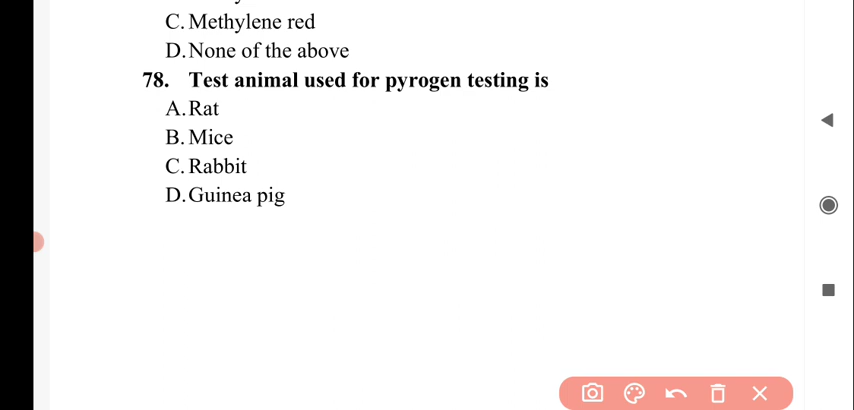 C. Methylene red
D. None of the above
78. Test animal used for pyrogen testing is
A. Rat
B. Mice
C. Rabbit
D. Guinea pig